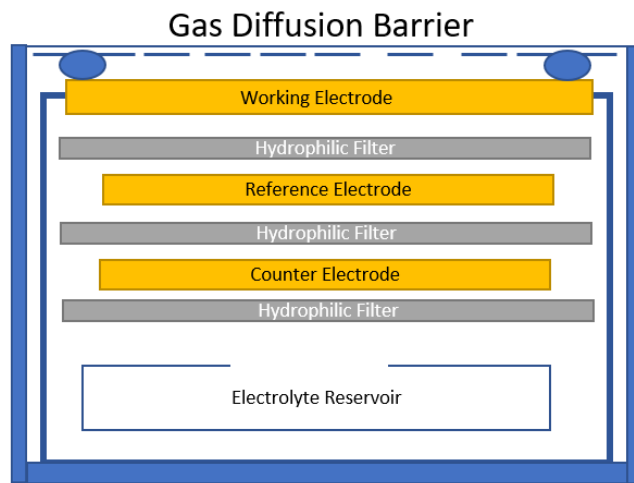 Gas Diffusion Barrier
Working Electrode
Hydrophilic Filter
Reference Electrode
Hydrophilic Filter
Counter Electrode
Hydrophilic Filter
Electrolyte Reservoir